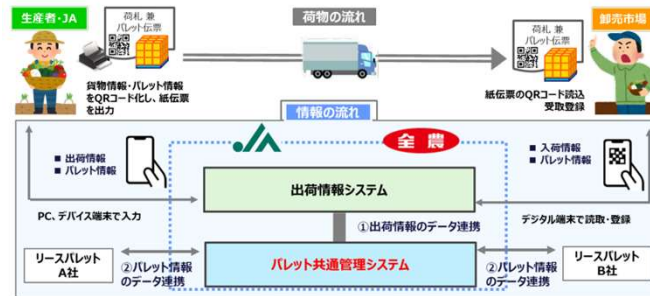 生産者・JA
荷札 兼
パレット伝票
荷物の流れ
荷札 兼
パレット伝票
卸売市場
貨物情報・パレット情報
をQRコード化し、紙伝票
を出力
紙伝票のQRコード読込
受取登録
情報の流れ
JA
全農
■ 出荷情報
■ パレット情報
■ 入荷情報
■ パレット情報
出荷情報システム
PC、デバイス端末で入力
①出荷情報のデータ連携
デジタル端末で読取・登録
リースパレット
A社
②パレット情報
のデータ連携
パレット共通管理システム
②パレット情報
のデータ連携
リースパレット
B社